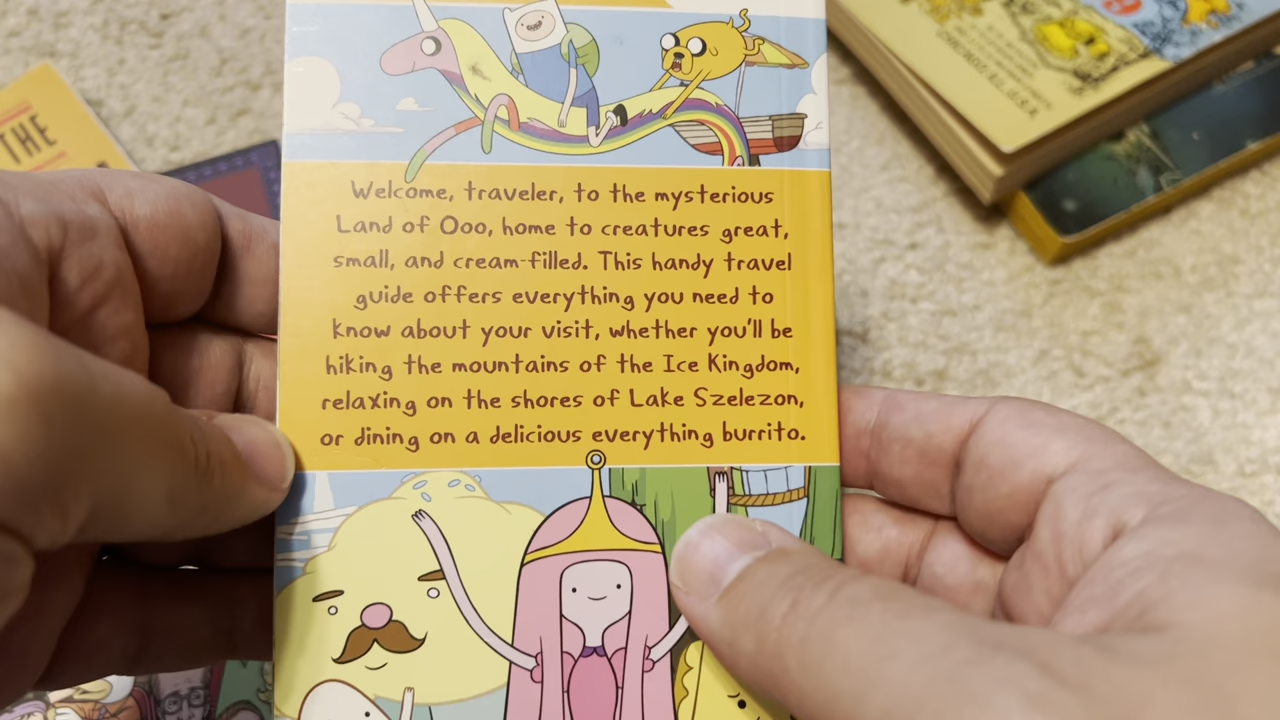 THE
Welcome, traveler, to the mysterious
Land of Ooo, home to creatures great,
small, and cream-filled. This handy travel
guide offers everything you need to
know about your visit, whether you'll be
hiking the mountains of the Ice Kingdom,
relaxing on the shores of Lake Szelezon,
or dining on a delicious everything burrito.